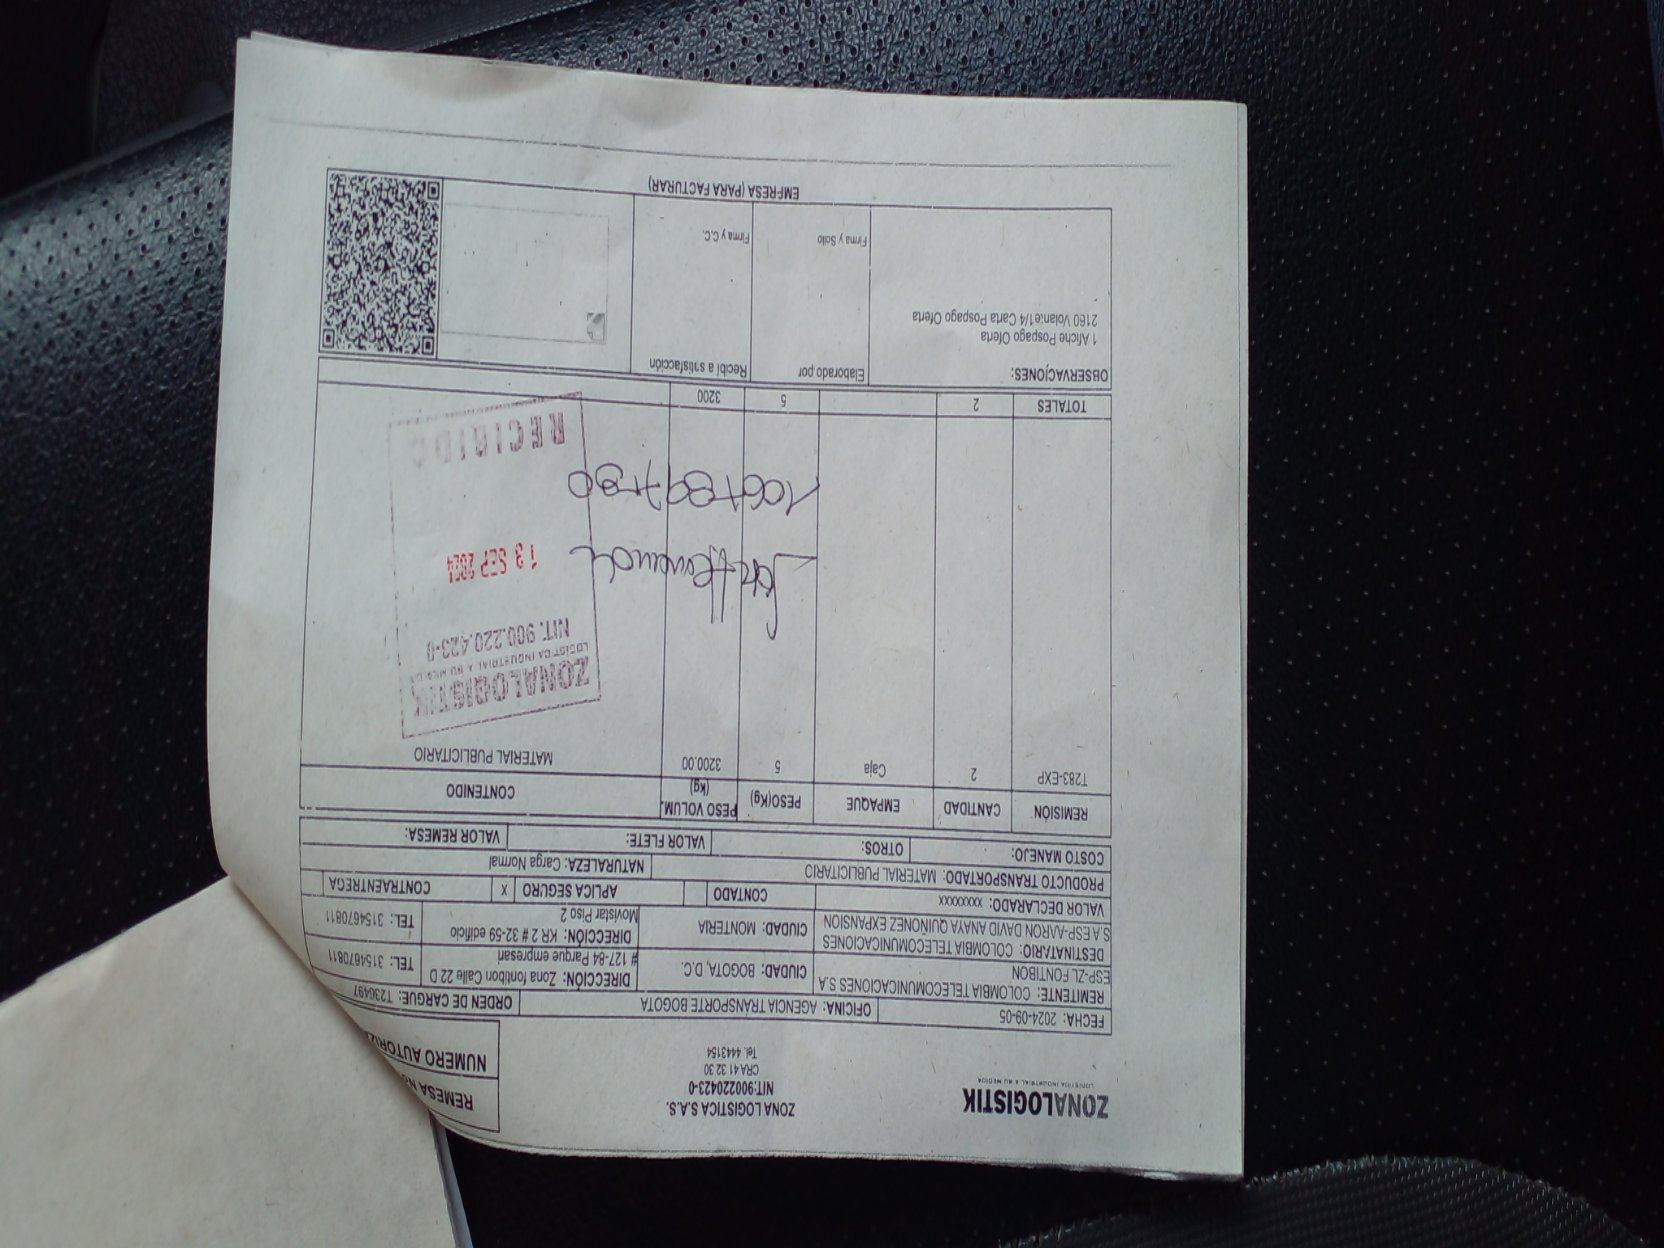 ZONALOGISTIK
LOGISTICA INDUSTRIAL A SU MEDIDA
ZONA LOGISTICA S.A.S.
NIT:900220423-0
CRA 41 32 30
Tel. 4443154
REMESA
NUMERO
FECHA: 2024-09-05
OFICINA: AGENCIA TRANSPORTE BOGOTA
ORDEN DE CARGUE: T236497
REMITENTE: COLOMBIA TELECOMUNICACIONES S.A
ESP-ZL FONTIBON
CIUDAD: BOGOTA, D.C.
DIRECCIÓN: Zona fontibon Calle 22 D
# 127-84 Parque empresari
TEL: 3154670811
DESTINATARIO: COLOMBIA TELECOMUNICACIONES
S.A ESP-AARON DAVID ANAYA QUIÑONEZ EXPANSION
CIUDAD: MONTERIA
DIRECCIÓN: KR 2 # 32-59 edificio
Movistar Piso 2
TEL: 3154670811
VALOR DECLARADO: xxxxxxxx
CONTADO
APLICA SEGURO X
CONTRAENTREGA
PRODUCTO TRANSPORTADO: MATERIAL PUBLICITARIO
NATURALEZA: Carga Normal
COSTO MANEJO:
OTROS:
VALOR FLETE:
VALOR REMESA:
REMISIÓN CANTIDAD EMPAQUE PESO(Kg) PESO VOLUM. (kg) CONTENIDO
T283-EXP 2 Caja 5 3200.00 MATERIAL PUBLICITARIO
ZONALOGISTIK
NIT. 900.220.423-0
13 SEP 2024
RECIBIDO
TOTALES 2 5 3200
OBSERVACIONES:
1 Afiche Pospago Oferta
2160 Volante1/4 Carta Pospago Oferta
Elaborado por
Firma y Sello
Recibí a satisfacción
Firma y C.C.
EMPRESA (PARA FACTURAR)